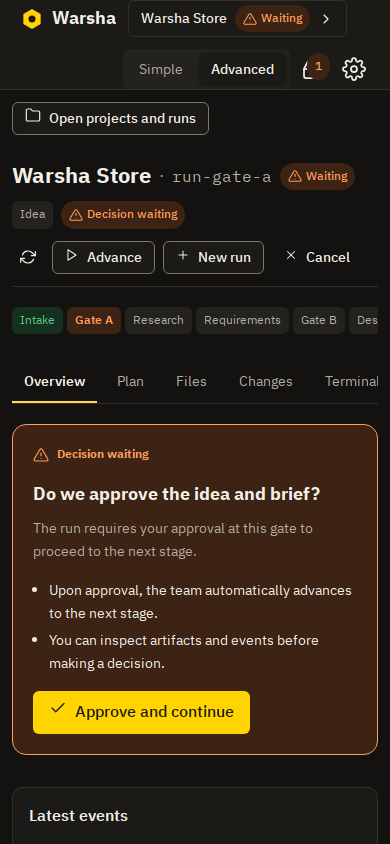 Warsha
Warsha Store Waiting
Simple Advanced 1
Open projects and runs
Warsha Store · run-gate-a Waiting
Idea Decision waiting
Advance New run Cancel
Intake Gate A Research Requirements Gate B Des
Overview Plan Files Changes Terminal
Decision waiting
Do we approve the idea and brief?
The run requires your approval at this gate to
proceed to the next stage.
• Upon approval, the team automatically advances
to the next stage.
• You can inspect artifacts and events before
making a decision.
Approve and continue
Latest events